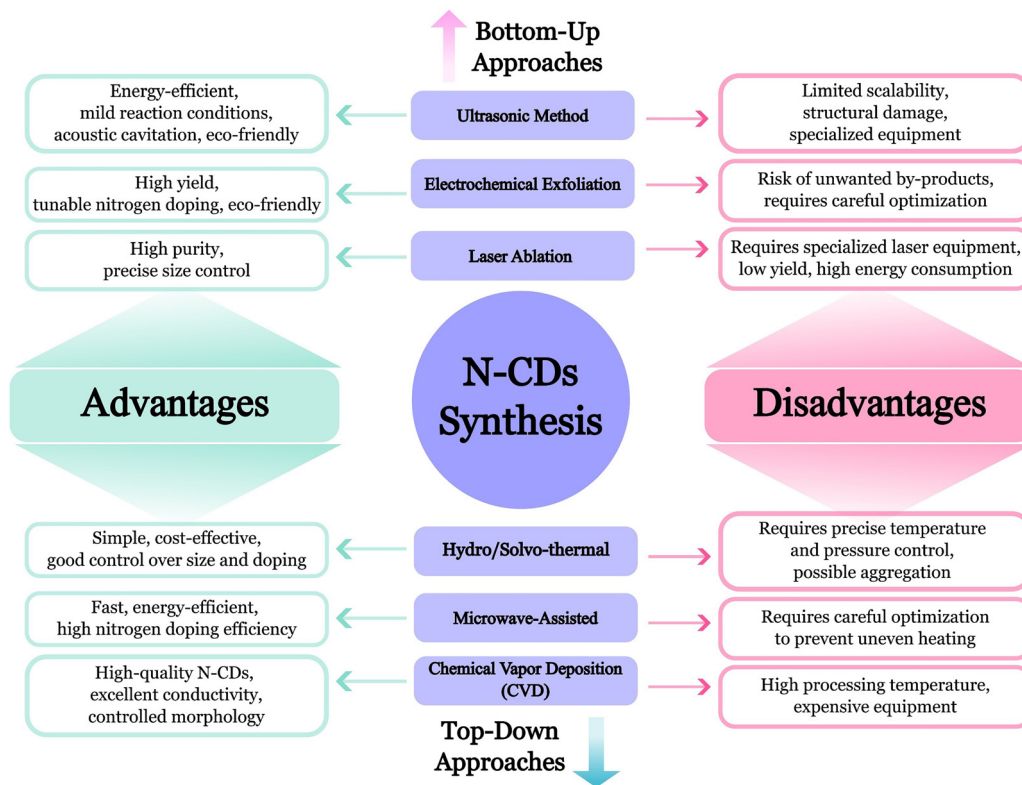 Bottom-Up
Approaches
Energy-efficient,
mild reaction conditions,
acoustic cavitation, eco-friendly
Ultrasonic Method
Limited scalability,
structural damage,
specialized equipment
High yield,
tunable nitrogen doping, eco-friendly
Electrochemical Exfoliation
Risk of unwanted by-products,
requires careful optimization
High purity,
precise size control
Laser Ablation
Requires specialized laser equipment,
low yield, high energy consumption
Advantages
N-CDs
Synthesis
Disadvantages
Simple, cost-effective,
good control over size and doping
Hydro/Solvo-thermal
Requires precise temperature
and pressure control,
possible aggregation
Fast, energy-efficient,
high nitrogen doping efficiency
Microwave-Assisted
Requires careful optimization
to prevent uneven heating
High-quality N-CDs,
excellent conductivity,
controlled morphology
Chemical Vapor Deposition
(CVD)
High processing temperature,
expensive equipment
Top-Down
Approaches